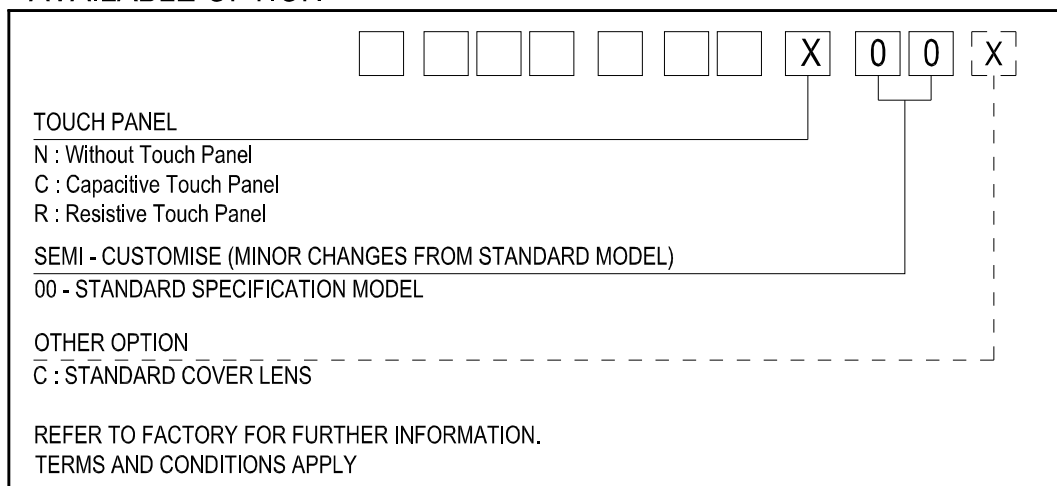 X 0 0 X
TOUCH PANEL
N : Without Touch Panel
C : Capacitive Touch Panel
R : Resistive Touch Panel
SEMI - CUSTOMISE (MINOR CHANGES FROM STANDARD MODEL)
00 - STANDARD SPECIFICATION MODEL
OTHER OPTION
C : STANDARD COVER LENS
REFER TO FACTORY FOR FURTHER INFORMATION.
TERMS AND CONDITIONS APPLY